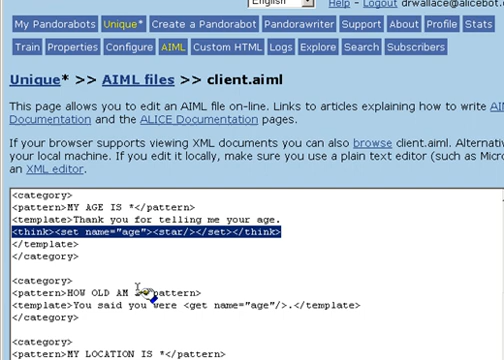 English
Help - Logout drwallace@alicebot.
My Pandorabots Unique* Create a Pandorabot Pandorawriter Support About Profile Stats
Train Properties Configure AIML Custom HTML Logs Explore Search Subscribers
Unique* >> AIML files >> client.aiml
This page allows you to edit an AIML file on-line. Links to articles explaining how to write
Documentation and the ALICE Documentation pages.
If your browser supports viewing XML documents you can also browse client.aiml.
your local machine. If you edit it locally, make sure you use a plain text editor (such as
an XML editor.
<category>
<pattern>MY AGE IS *</pattern>
<template>Thank you for telling me your age.
<think><set name="age"><star/></set></think>
</template>
</category>
<category>
<pattern>HOW OLD AM pattern>
<template>You said you were <get name="age"/>.</template>
</category>
<category>
<pattern>MY LOCATION IS *</pattern>